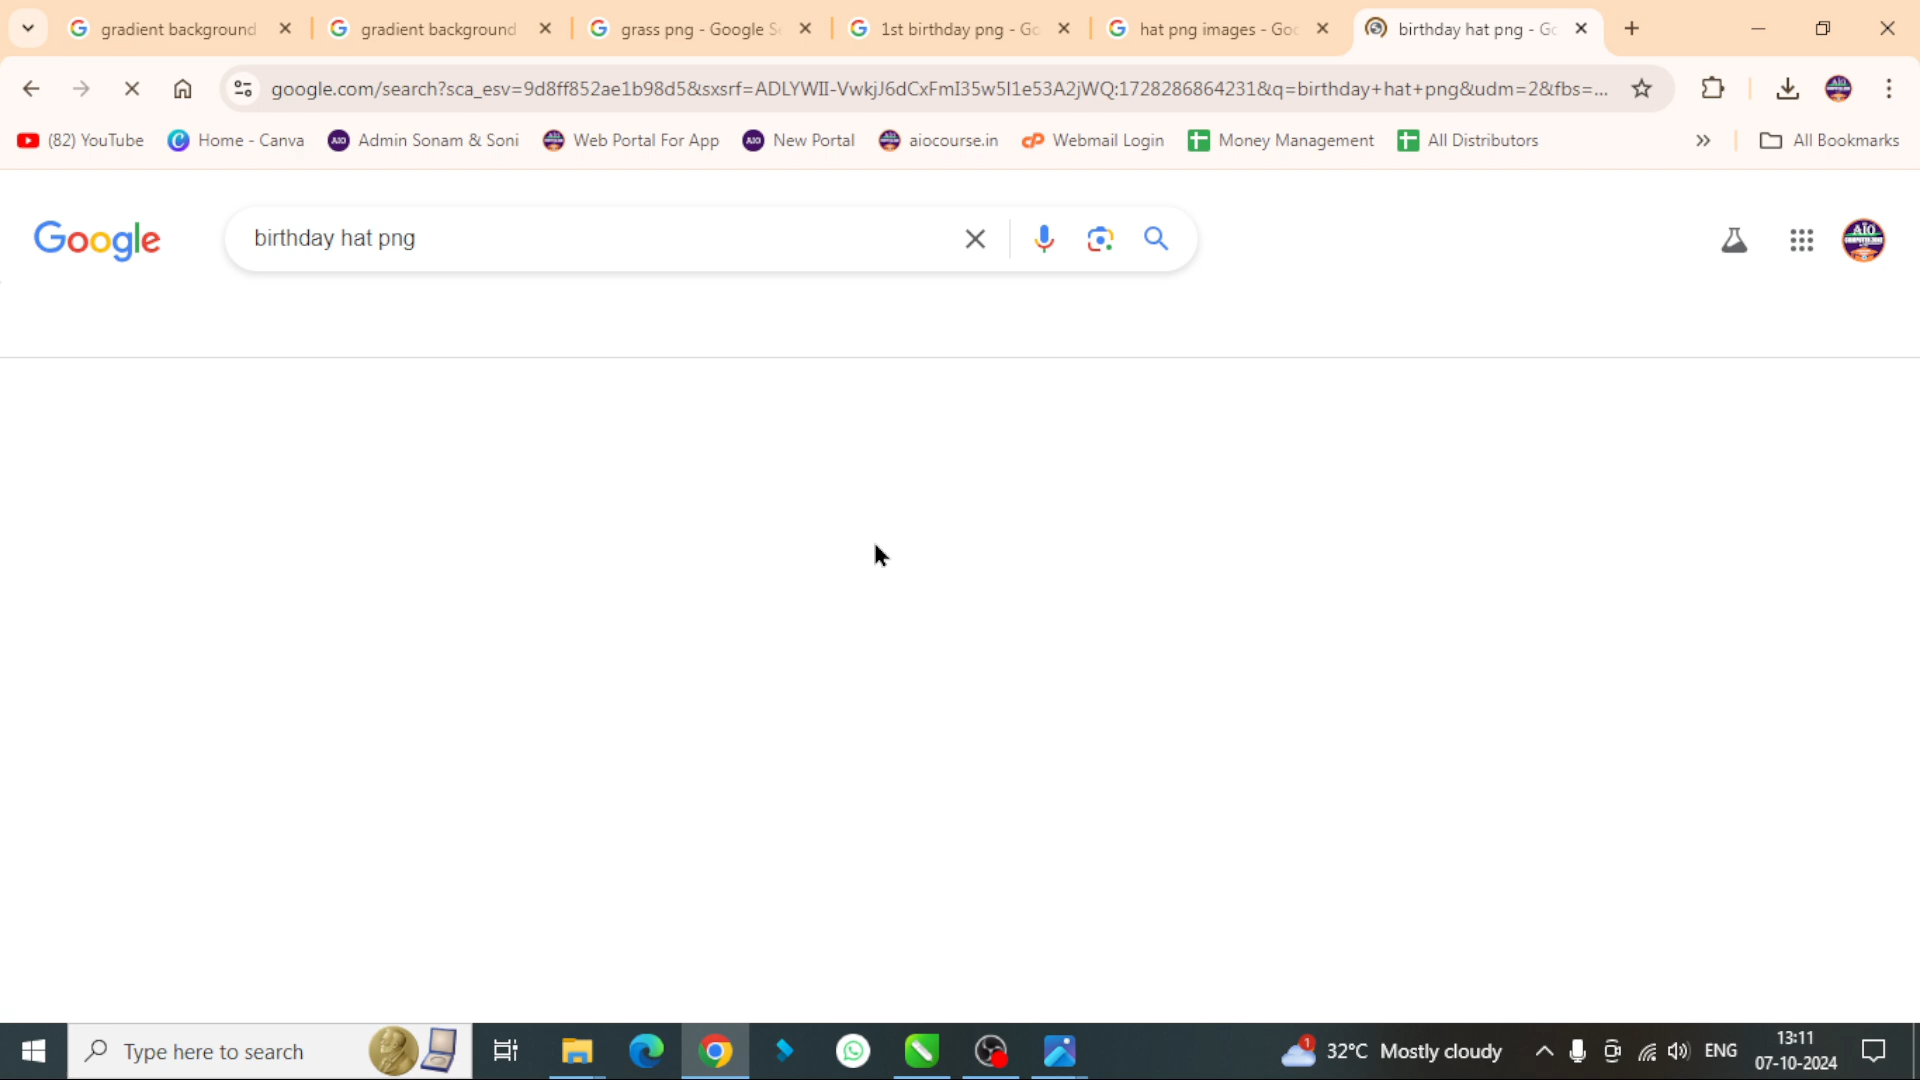 gradient background
gradient background
grass png - Google Se
1st birthday png - Go
hat png images - Goo
birthday hat png - Go
google.com/search?sca_esv=9d8ff852ae1b98d5&sxsrf=ADLYWII-VwkjJ6dCxFmI35w5I1e53A2jWQ:1728286864231&q=birthday+hat+png&udm=2&fbs=...
(82) YouTube
Home - Canva
Admin Sonam & Soni
Web Portal For App
New Portal
aiocourse.in
Webmail Login
Money Management
All Distributors
All Bookmarks
Google
birthday hat png
Type here to search
1
32°C Mostly cloudy
ENG
13:11
07-10-2024